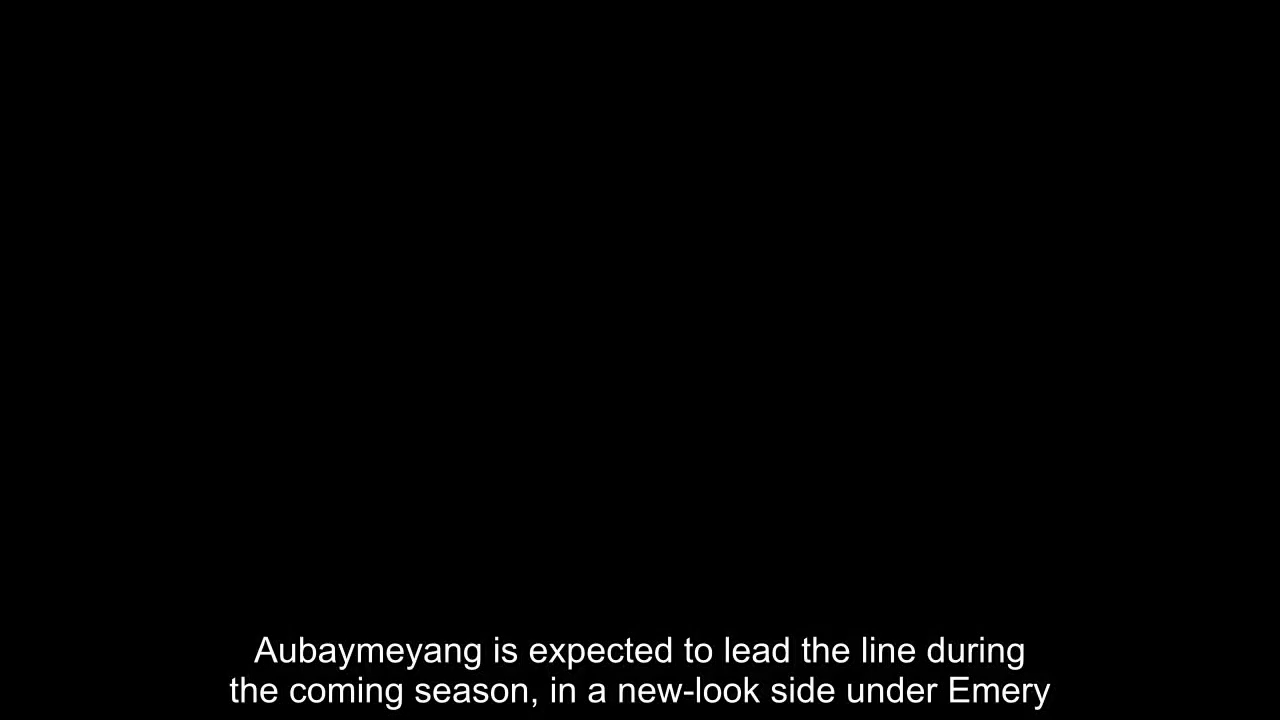 Aubaymeyang is expected to lead the line during
the coming season, in a new-look side under Emery